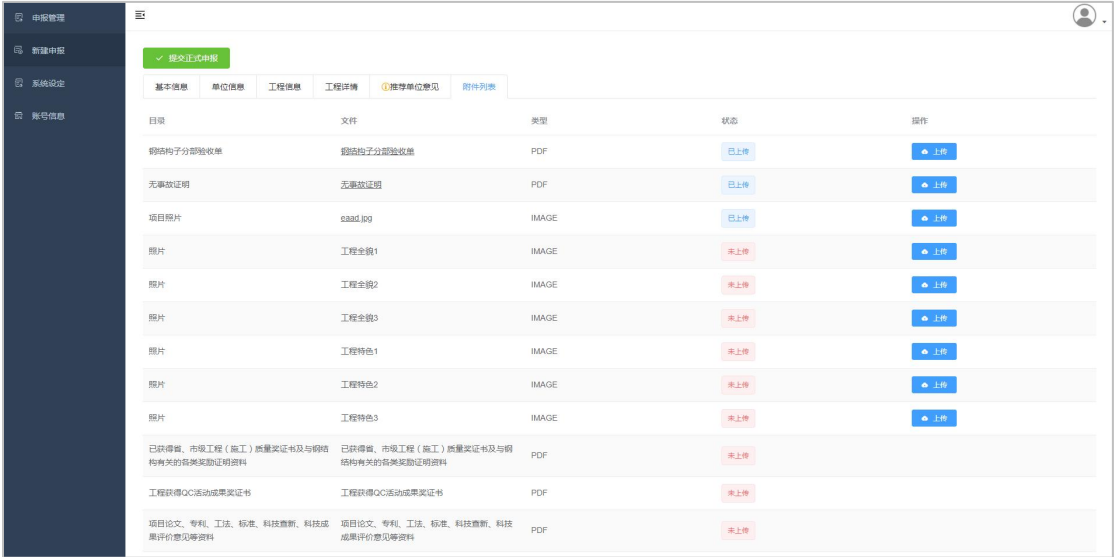 申报管理
新建申报
系统设定
账号信息
提交正式申报
基本信息 单位信息 工程信息 工程详情 推荐单位意见 附件列表
目录 文件 类型 状态 操作
钢结构子分部验收单 钢结构子分部验收单 PDF 已上传 上传
无事故证明 无事故证明 PDF 已上传 上传
项目照片 eaad.jpg IMAGE 已上传 上传
照片 工程全貌1 IMAGE 未上传 上传
照片 工程全貌2 IMAGE 未上传 上传
照片 工程全貌3 IMAGE 未上传 上传
照片 工程特色1 IMAGE 未上传 上传
照片 工程特色2 IMAGE 未上传 上传
照片 工程特色3 IMAGE 未上传 上传
已获得省、市级工程（施工）质量奖证书及与钢结 已获得省、市级工程（施工）质量奖证书及与钢
构有关的各类奖励证明资料 结构有关的各类奖励证明资料 PDF 未上传
工程获得QC活动成果奖证书 工程获得QC活动成果奖证书 PDF 未上传
项目论文、专利、工法、标准、科技查新、科技成 项目论文、专利、工法、标准、科技查新、科技
果评价意见等资料 成果评价意见等资料 PDF 未上传